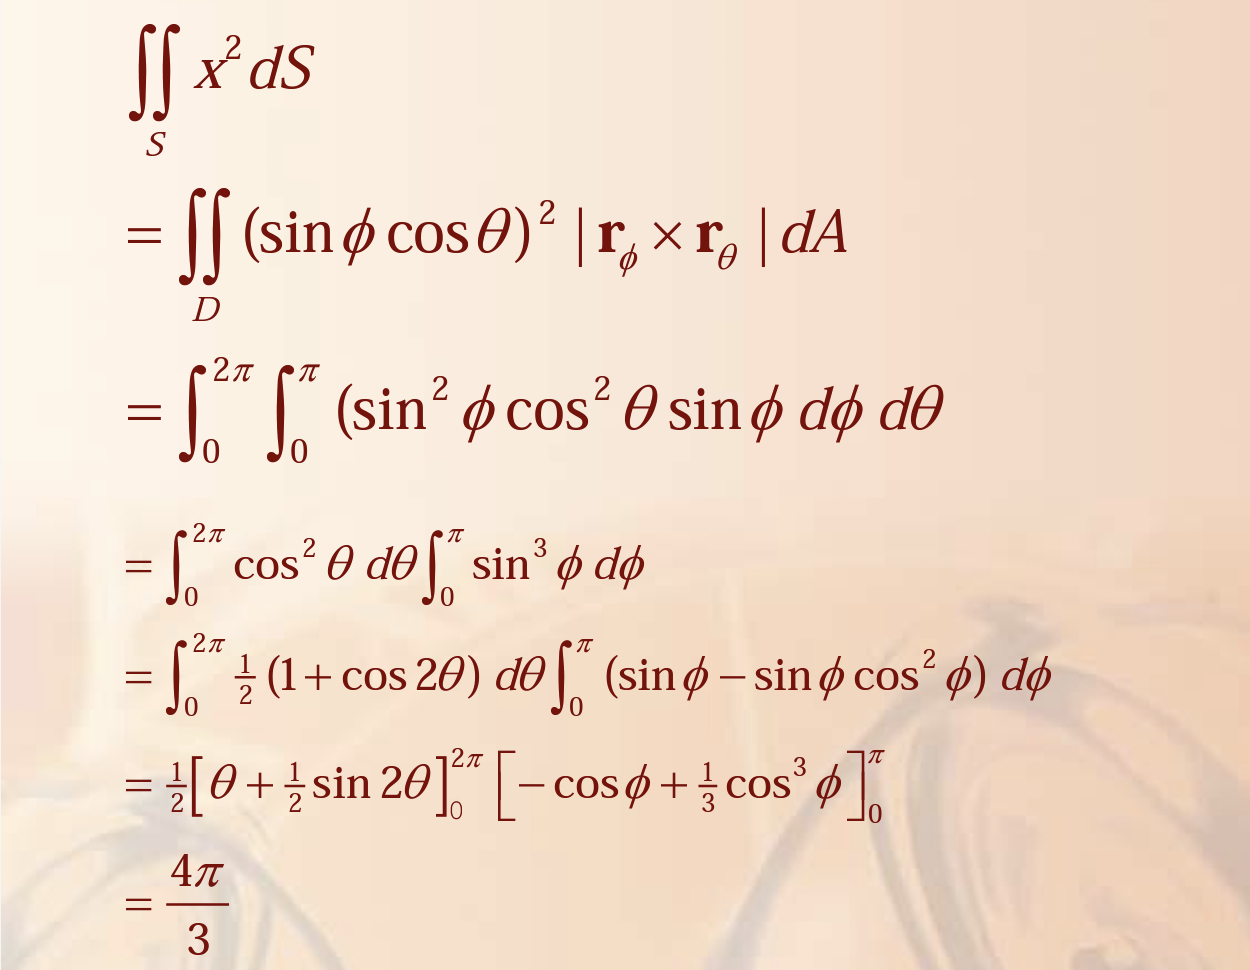 ∬_S x² dS
= ∬_D (sin ϕ cos θ)² | r_ϕ × r_θ | dA
= ∫_0^{2π} ∫_0^π (sin² ϕ cos² θ sin ϕ dϕ dθ
= ∫_0^{2π} cos² θ dθ ∫_0^π sin³ ϕ dϕ
= ∫_0^{2π} ½ (1 + cos 2θ) dθ ∫_0^π (sin ϕ − sin ϕ cos² ϕ) dϕ
= ½ [θ + ½ sin 2θ]_0^{2π} [− cos ϕ + ⅓ cos³ ϕ]_0^π
= 4π/3